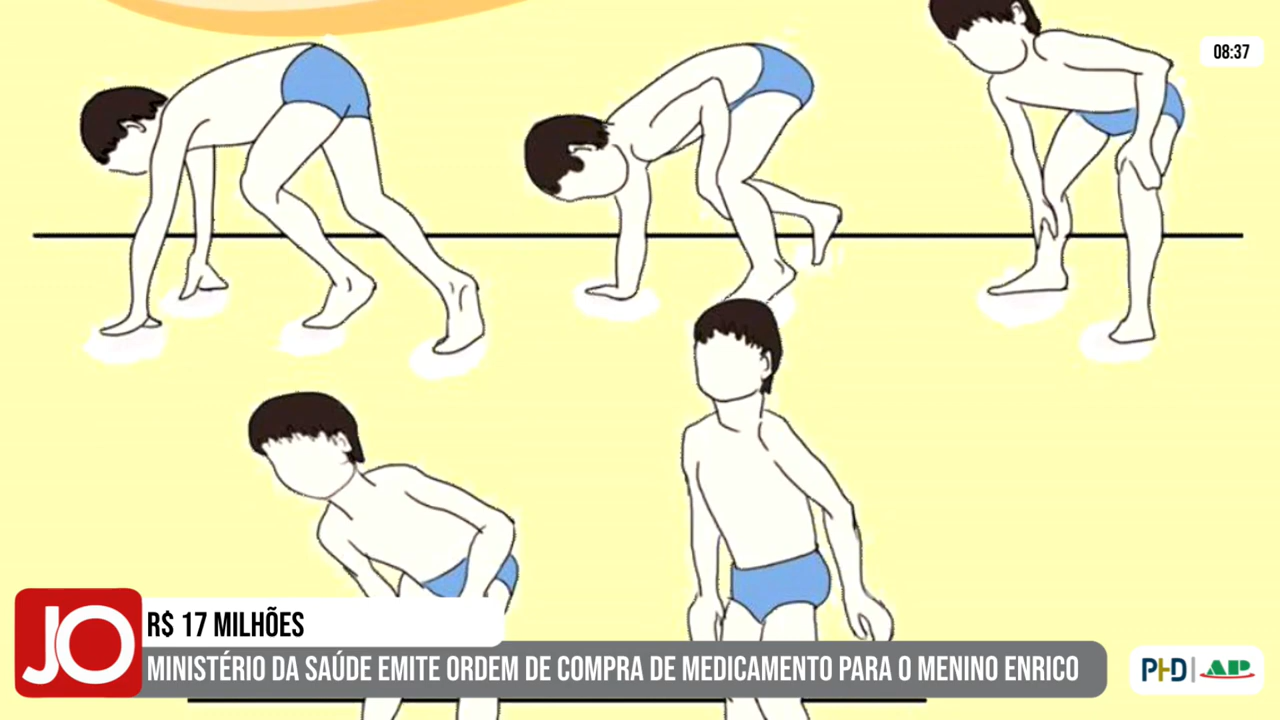 08:37
JO
R$ 17 MILHÕES
MINISTÉRIO DA SAÚDE EMITE ORDEM DE COMPRA DE MEDICAMENTO PARA O MENINO ENRICO
PHD | AP